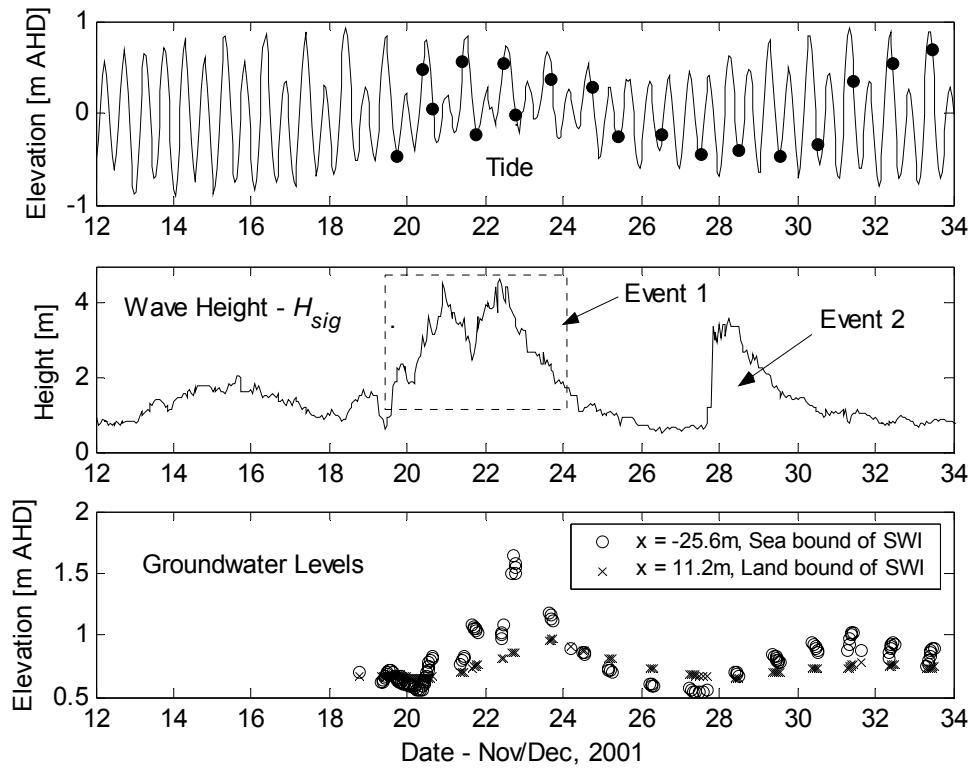 Elevation [m AHD]
1
0
-1
Tide
12 14 16 18 20 22 24 26 28 30 32 34
Height [m]
4
2
0
Wave Height - Hsig
Event 1
Event 2
12 14 16 18 20 22 24 26 28 30 32 34
Elevation [m AHD]
2
1.5
1
0.5
Groundwater Levels
x = -25.6m, Sea bound of SWI
x = 11.2m, Land bound of SWI
12 14 16 18 20 22 24 26 28 30 32 34
Date - Nov/Dec, 2001